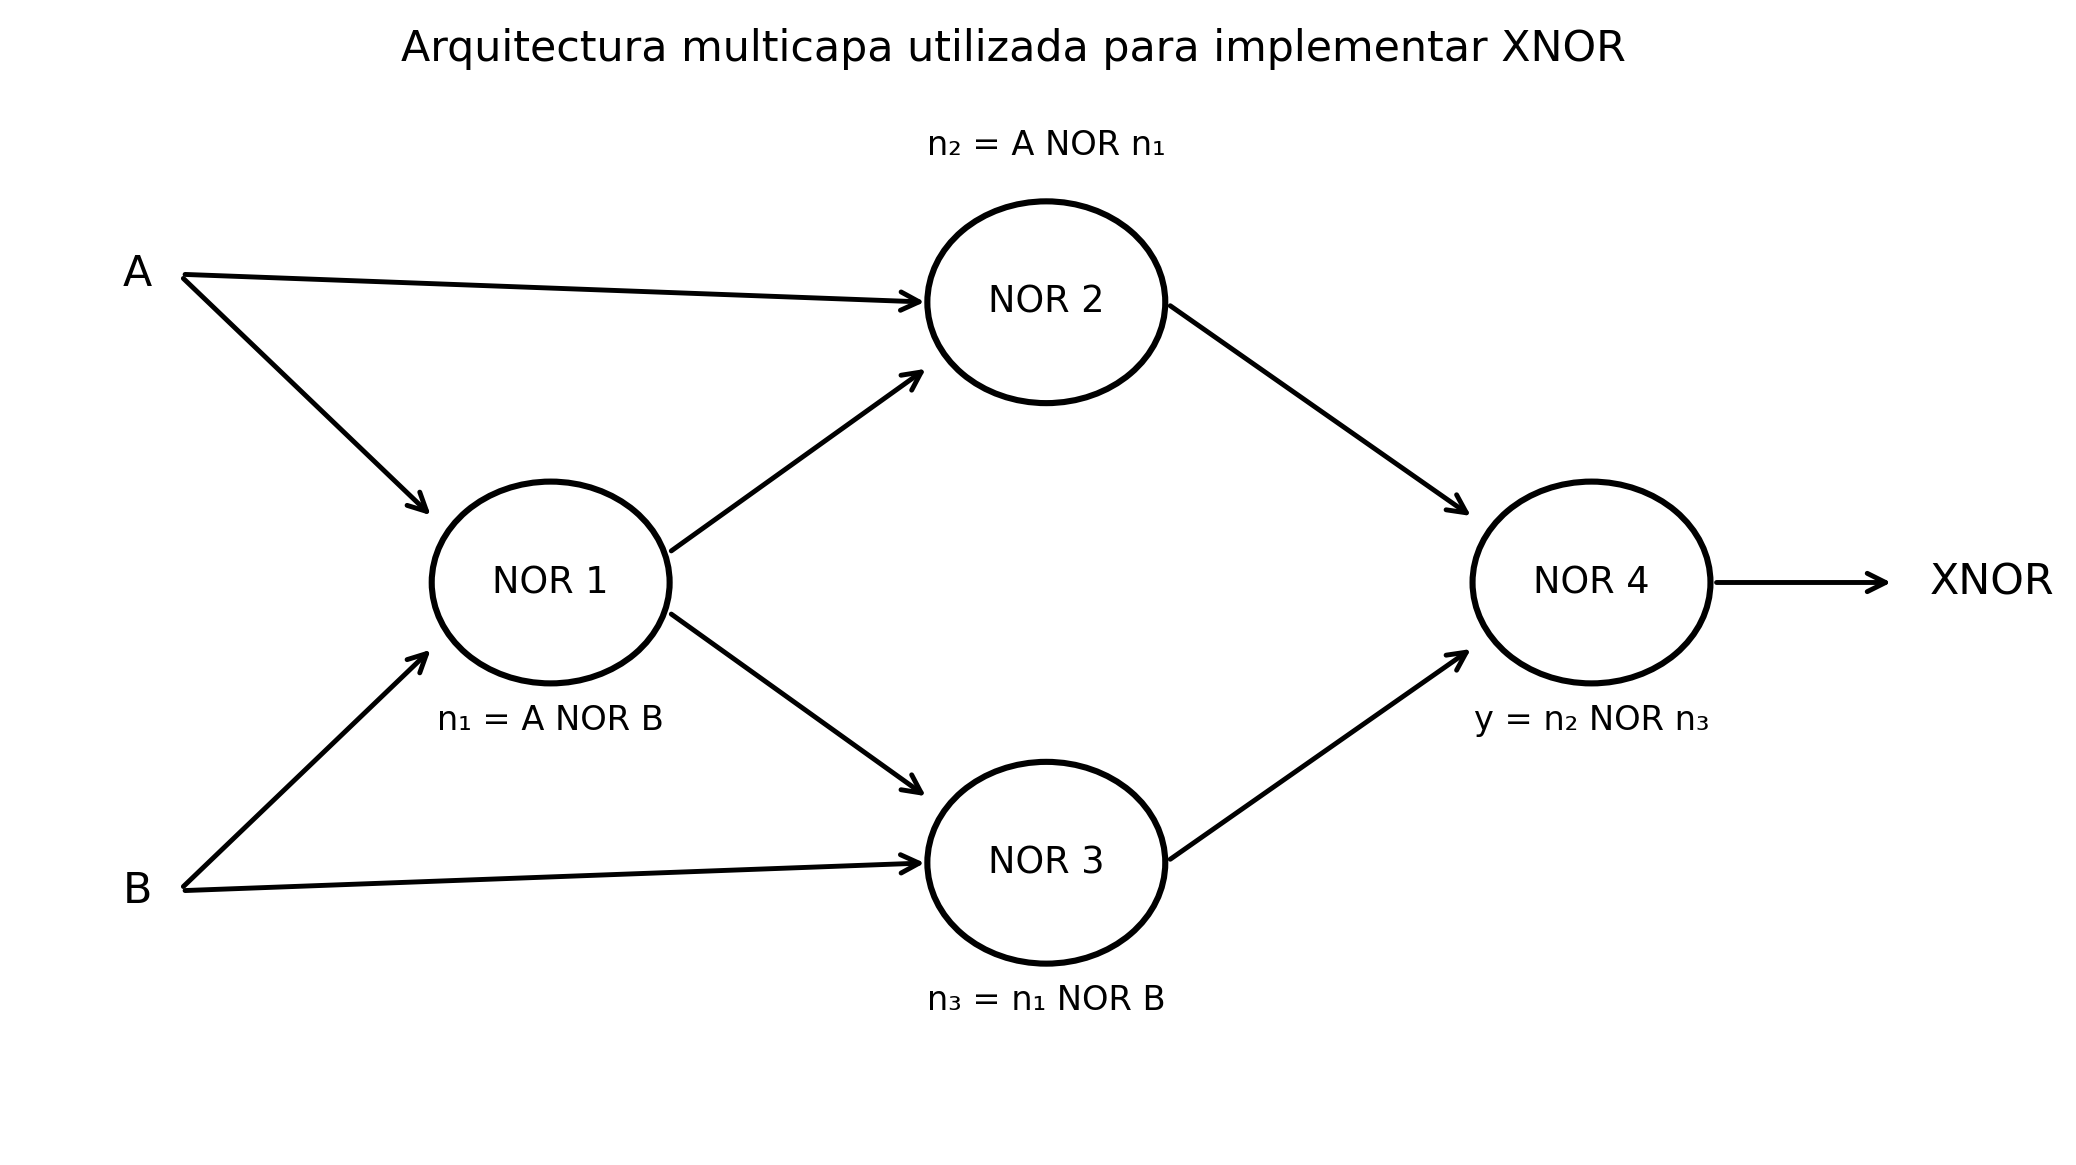 Arquitectura multicapa utilizada para implementar XNOR
n₂ = A NOR n₁
A
NOR 2
NOR 1
NOR 4
XNOR
n₁ = A NOR B
y = n₂ NOR n₃
B
NOR 3
n₃ = n₁ NOR B